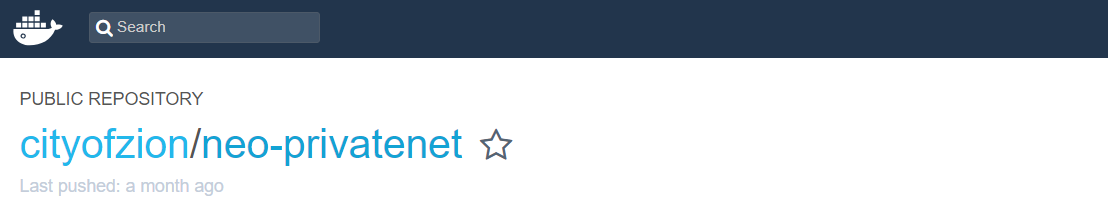 Search
PUBLIC REPOSITORY
cityofzion/neo-privatenet
Last pushed: a month ago